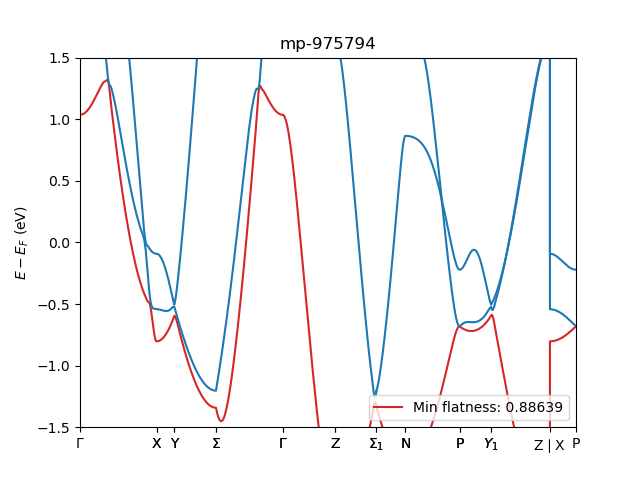 mp-975794
E − E_F (eV)
1.5
1.0
0.5
0.0
−0.5
−1.0
−1.5
Min flatness: 0.88639
Γ X Y Σ Γ Z Σ₁ N P Y₁ Z | X P